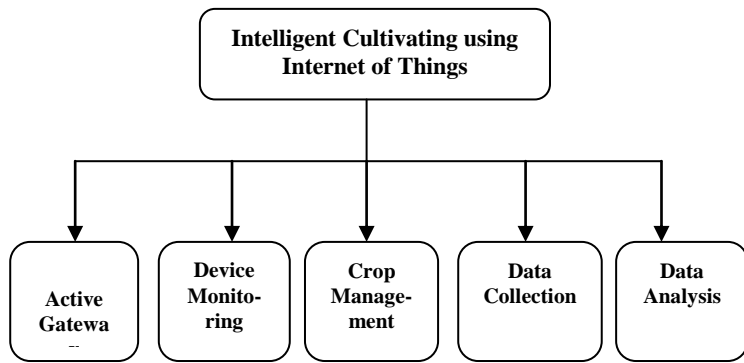 Intelligent Cultivating using
Internet of Things
Active
Gatewa
Device
Monito-
ring
Crop
Manage-
ment
Data
Collection
Data
Analysis